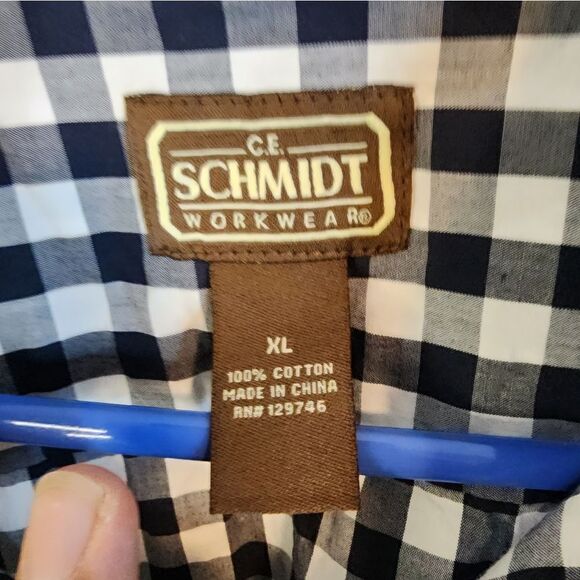 C.E.
SCHMIDT
WORKWEAR®
XL
100% COTTON
MADE IN CHINA
RN# 129746